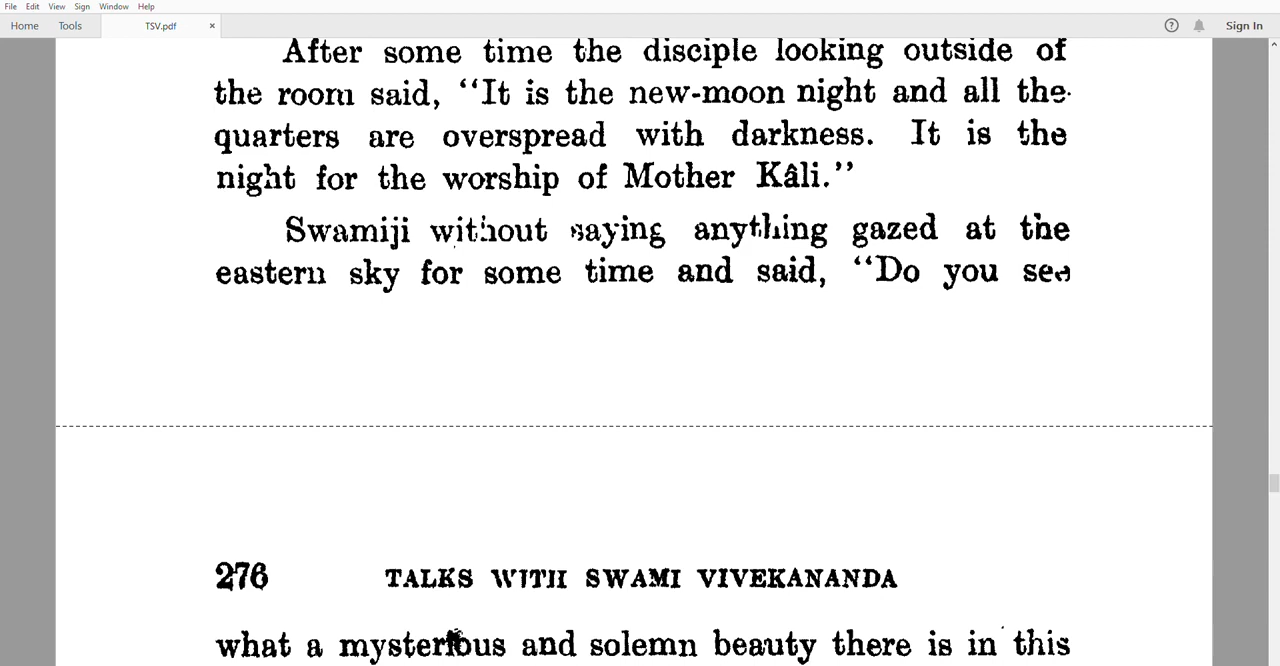 File Edit View Sign Window Help
Home Tools TSV.pdf × ? Sign In
After some time the disciple looking outside of
the room said, “It is the new-moon night and all the
quarters are overspread with darkness. It is the
night for the worship of Mother Kâli.”
Swamiji without saying anything gazed at the
eastern sky for some time and said, “Do you see
276 TALKS WITH SWAMI VIVEKANANDA
what a mysterious and solemn beauty there is in this